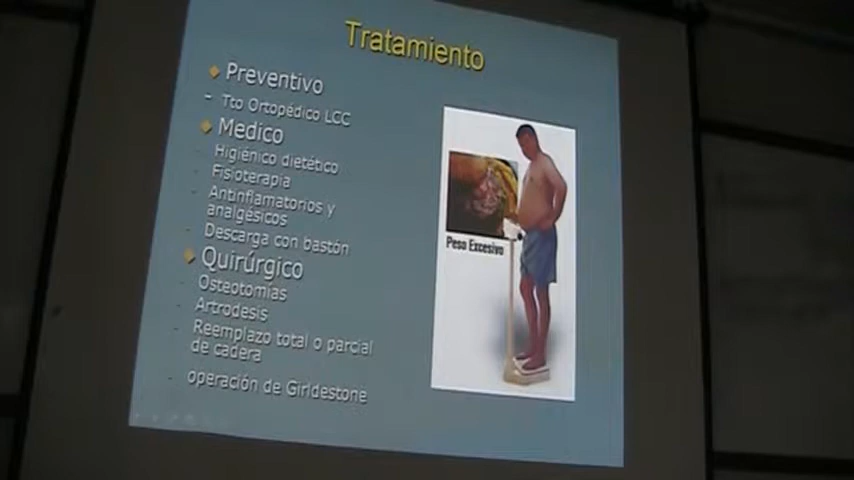 Tratamiento
Preventivo
- Tto Ortopédico LCC
Medico
- Higiénico dietético
- Fisioterapia
- Antinflamatorios y
analgésicos
- Descarga con bastón
Quirúrgico
- Osteotomias
- Artrodesis
- Reemplazo total o parcial
de cadera
- operación de Girldestone
Peso Excesivo